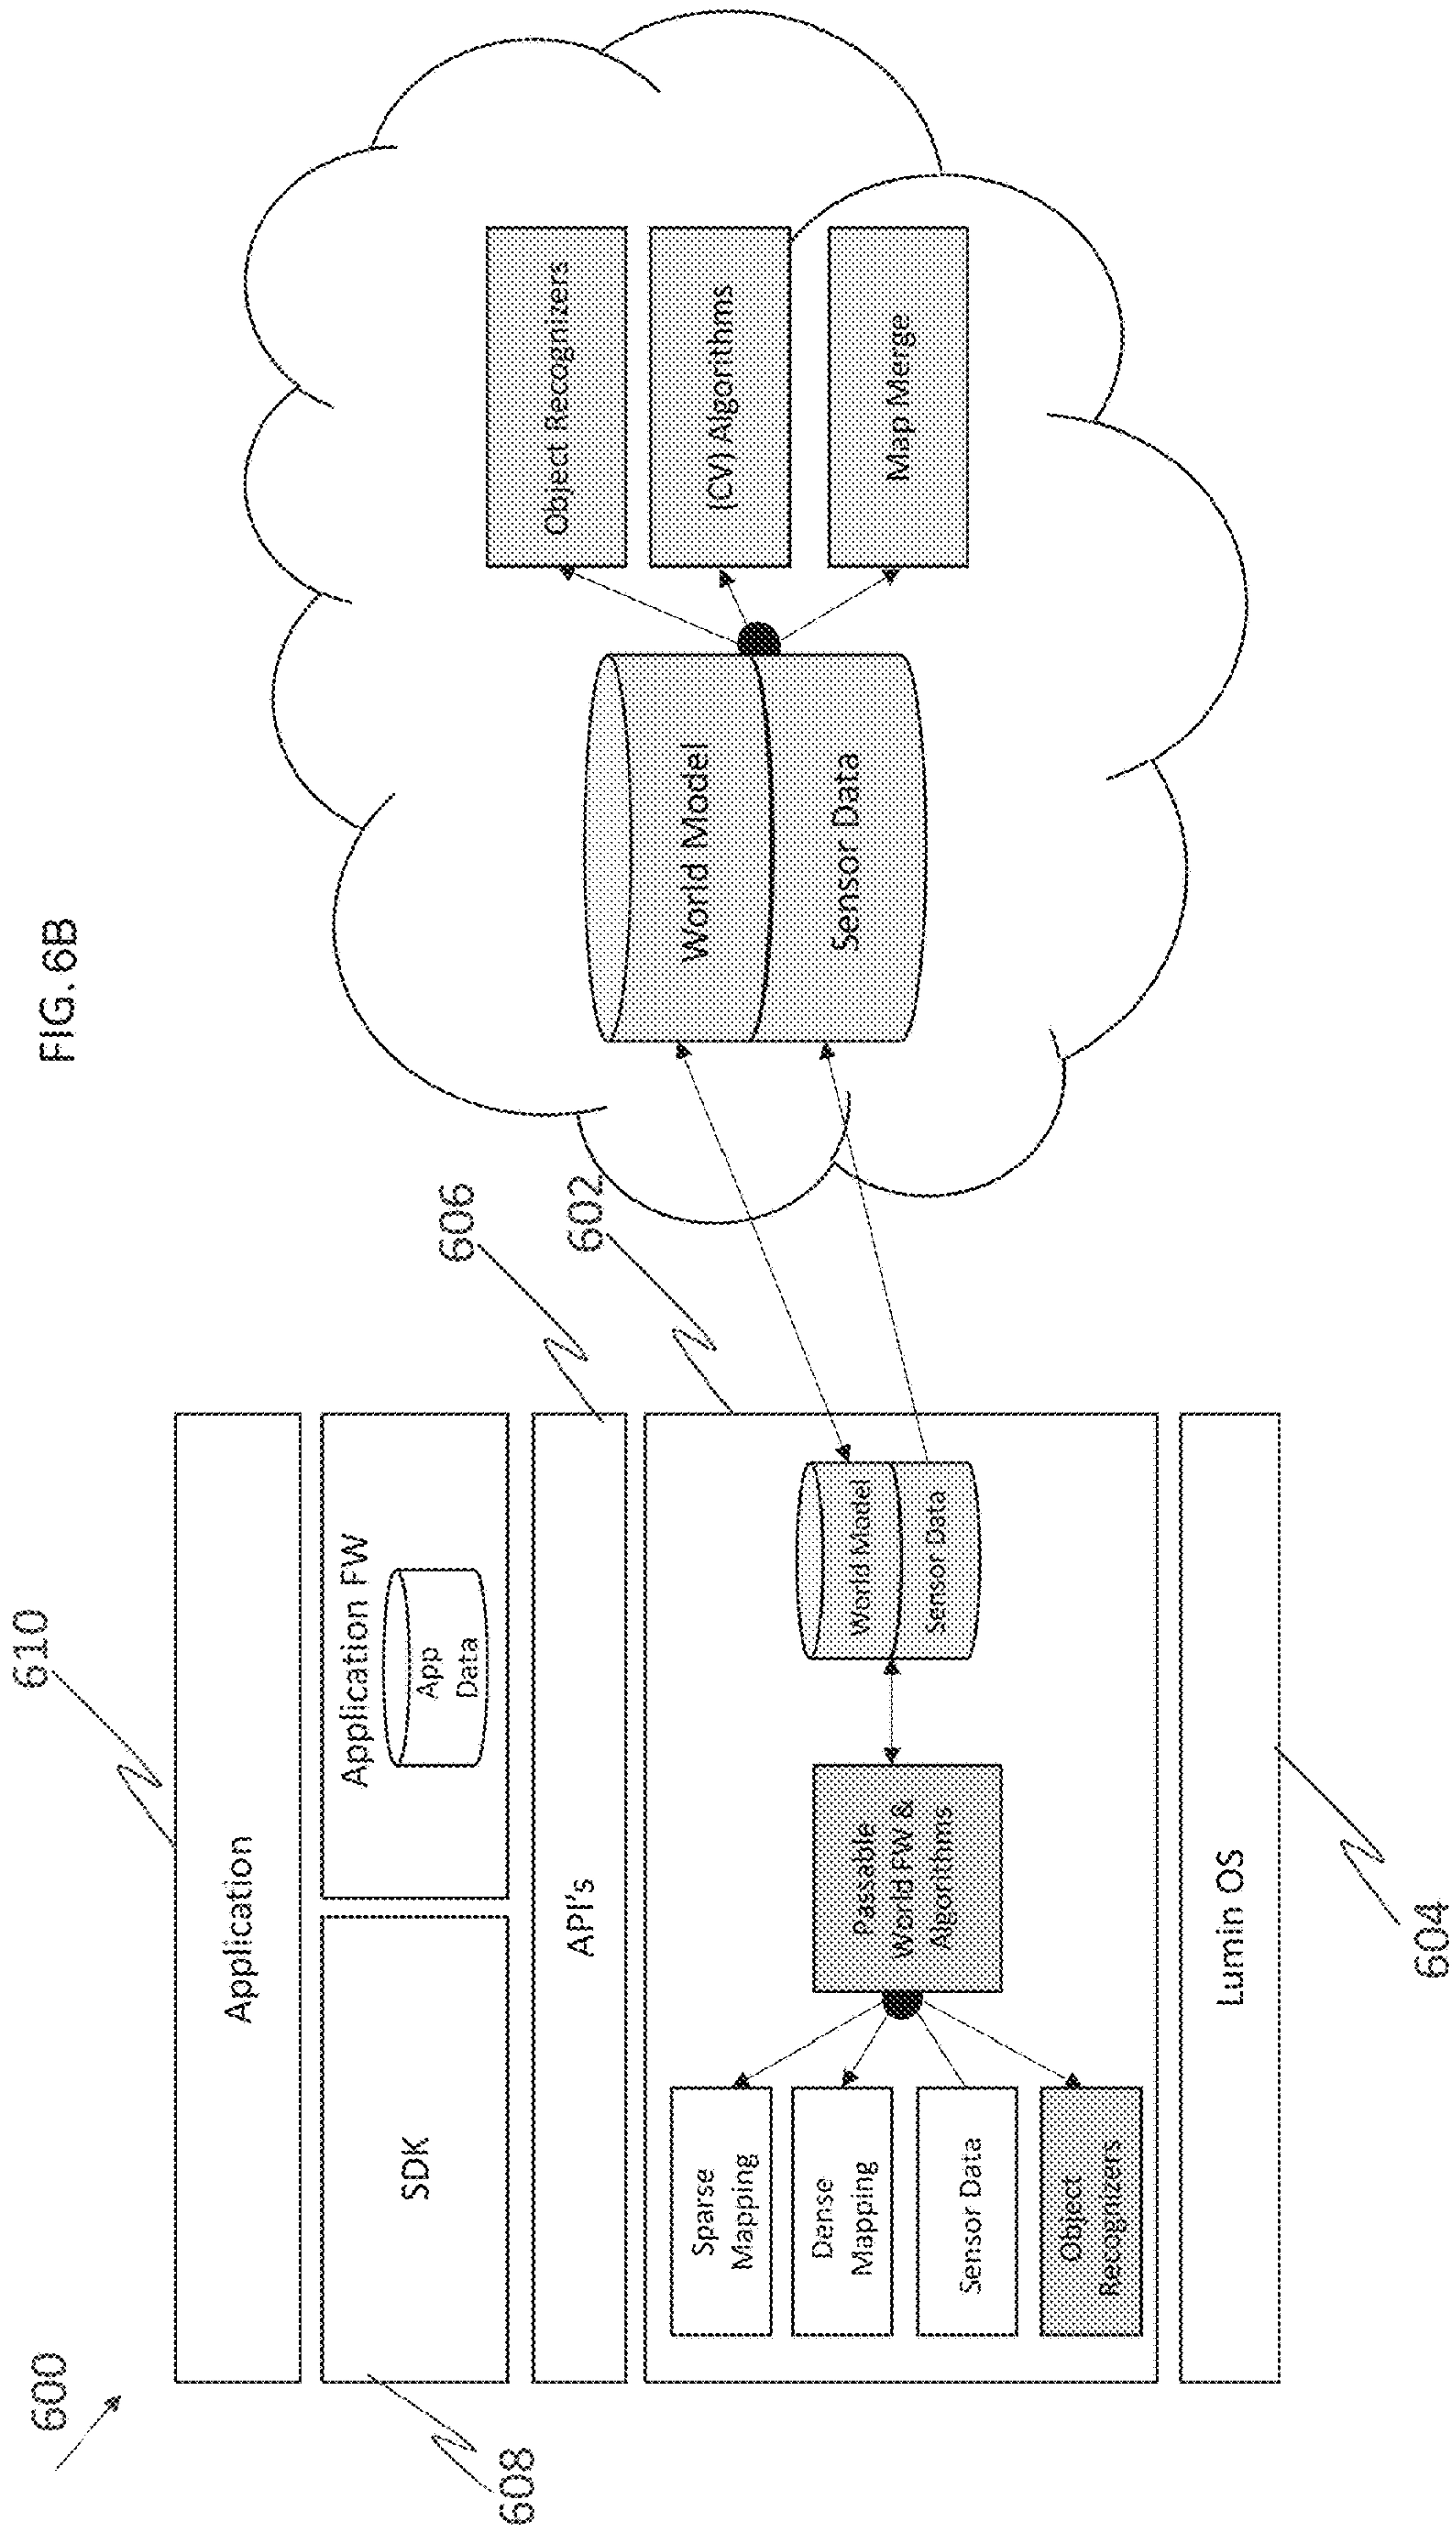 FIG. 6B
600
610
Application
608
SDK
Application FW
App
Data
606
API's
602
Sparse
Mapping
Dense
Mapping
Sensor Data
Object
Recognizers
Passable
World FW &
Algorithms
World Model
Sensor Data
Lumin OS
604
World Model
Sensor Data
Object Recognizers
(CV) Algorithms
Map Merge